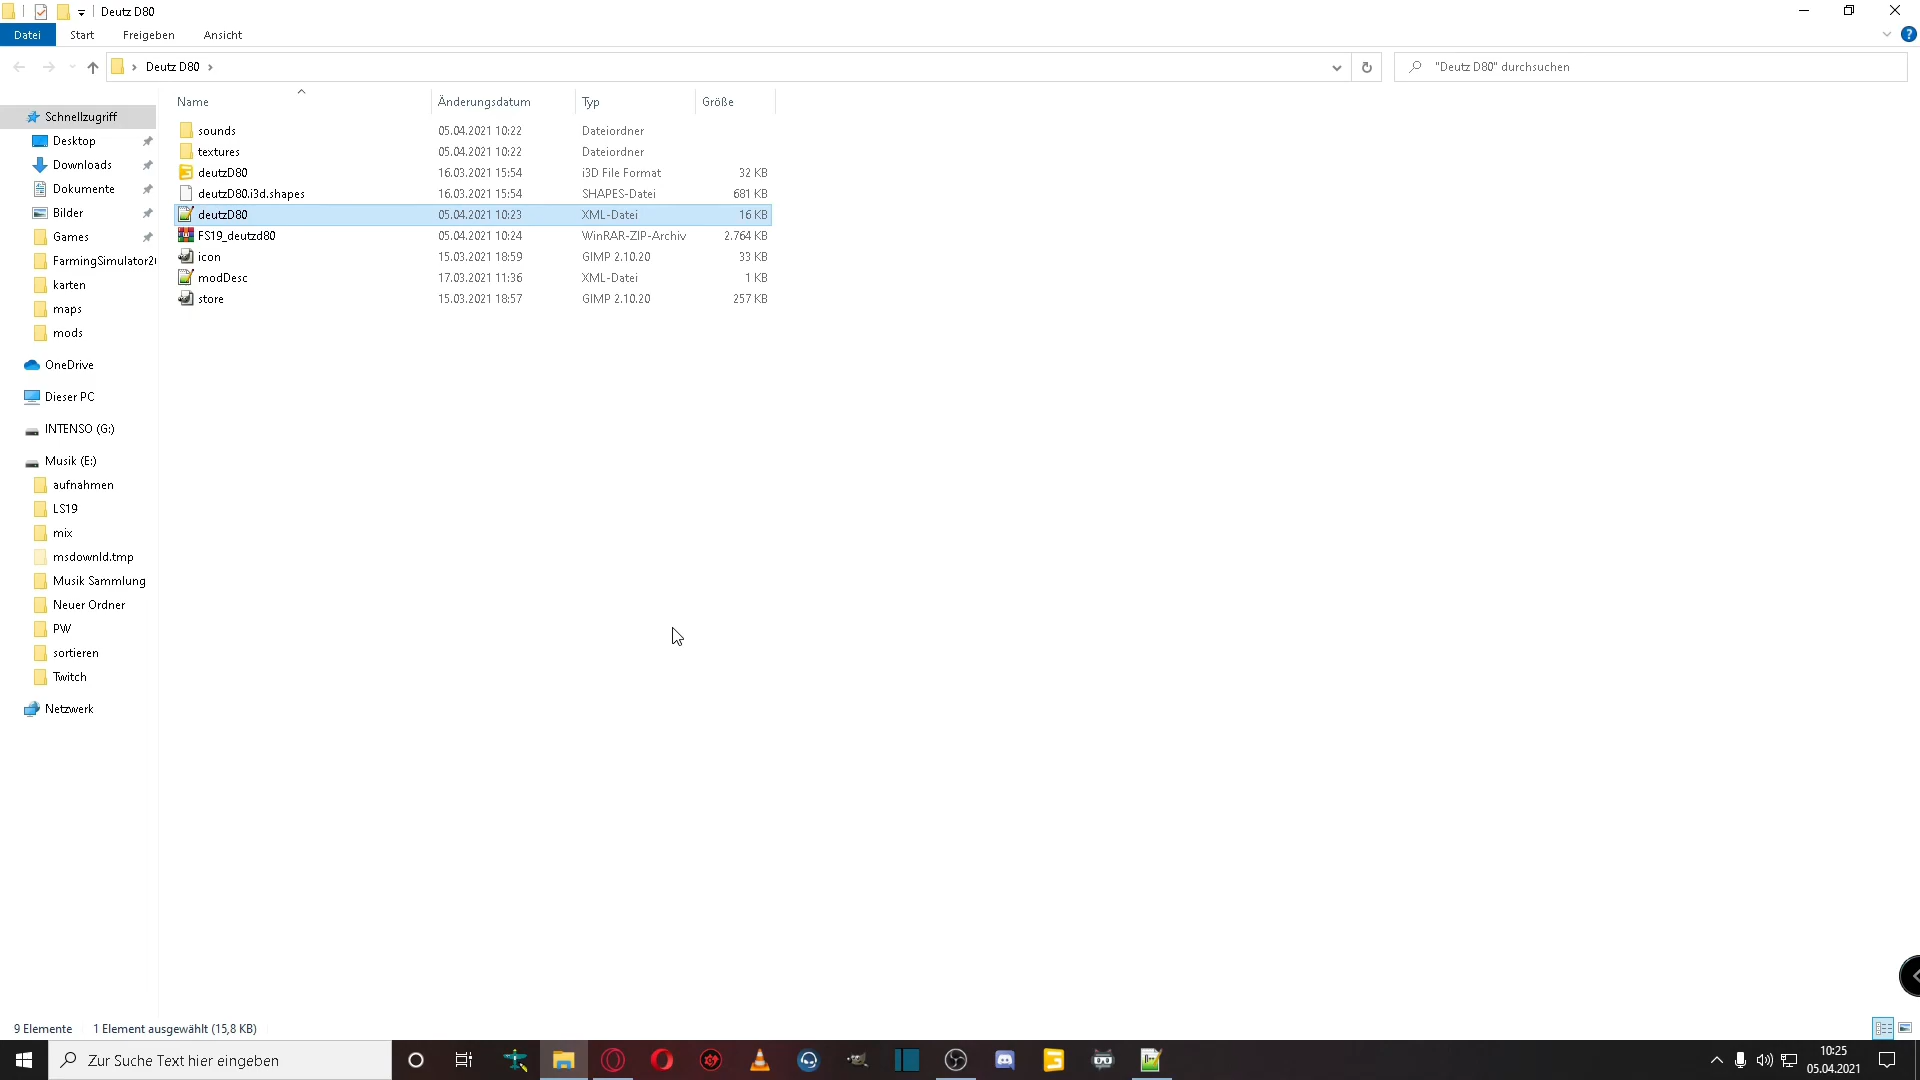 Deutz D80
Datei Start Freigeben Ansicht
Deutz D80
"Deutz D80" durchsuchen
Name Änderungsdatum Typ Größe
Schnellzugriff
Desktop
Downloads
Dokumente
Bilder
Games
FarmingSimulator20
karten
maps
mods
OneDrive
Dieser PC
INTENSO (G:)
Musik (E:)
aufnahmen
LS19
mix
msdownld.tmp
Musik Sammlung
Neuer Ordner
PW
sortieren
Twitch
Netzwerk
sounds 05.04.2021 10:22 Dateiordner
textures 05.04.2021 10:22 Dateiordner
deutzD80 16.03.2021 15:54 i3D File Format 32 KB
deutzD80.i3d.shapes 16.03.2021 15:54 SHAPES-Datei 681 KB
deutzD80 05.04.2021 10:23 XML-Datei 16 KB
FS19_deutzd80 05.04.2021 10:24 WinRAR-ZIP-Archiv 2.764 KB
icon 15.03.2021 18:59 GIMP 2.10.20 33 KB
modDesc 17.03.2021 11:36 XML-Datei 1 KB
store 15.03.2021 18:57 GIMP 2.10.20 257 KB
9 Elemente 1 Element ausgewählt (15,8 KB)
Zur Suche Text hier eingeben
10:25
05.04.2021